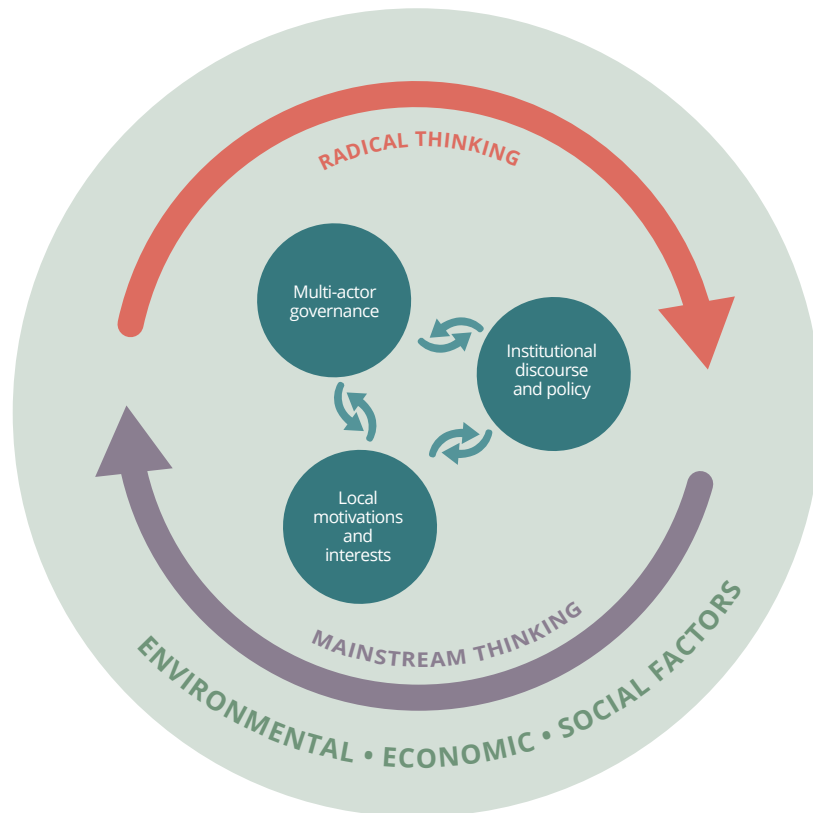 RADICAL THINKING
Multi-actor
governance
Institutional
discourse
and policy
Local
motivations
and
interests
MAINSTREAM THINKING
ENVIRONMENTAL • ECONOMIC • SOCIAL FACTORS